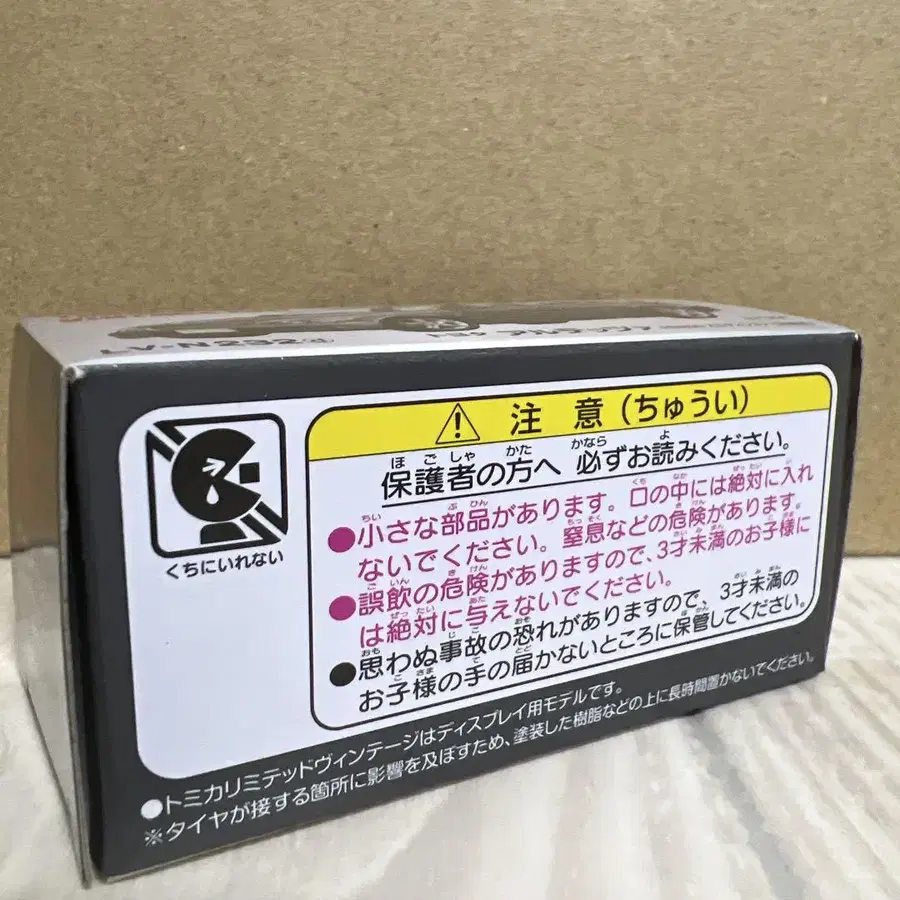 LV-N292
くちにいれない
注意(ちゅうい)
保護者の方へ 必ずお読みください。
●小さな部品があります。口の中には絶対に入れ
ないでください。窒息などの危険があります。
●誤飲の危険がありますので、3才未満のお子様に
は絶対に与えないでください。
●思わぬ事故の恐れがありますので、3才未満の
お子様の手の届かないところに保管してください。
●トミカリミテッドヴィンテージはディスプレイ用モデルです。
※タイヤが接する箇所に影響を及ぼすため、塗装した樹脂などの上に長時間置かないでください。